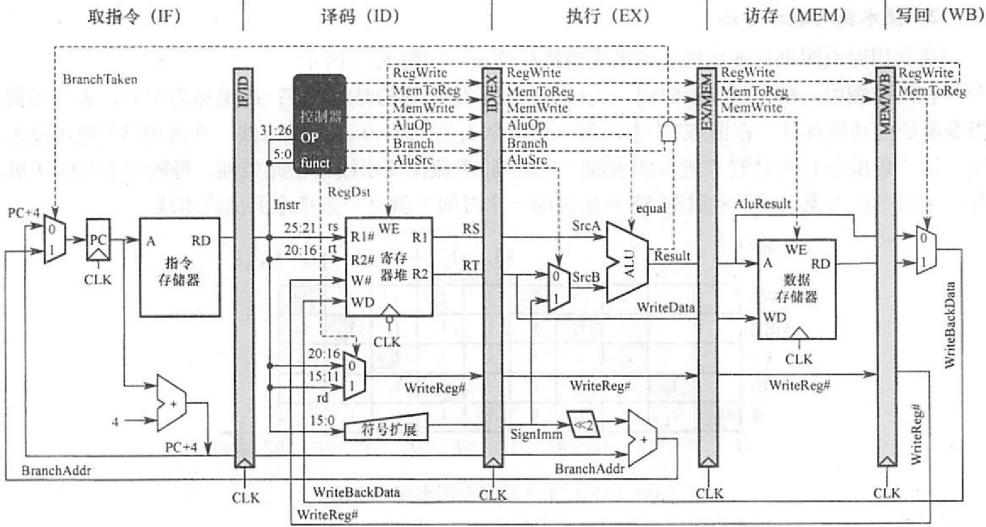 取指令（IF） 译码（ID） 执行（EX） 访存（MEM） 写回（WB）
BranchTaken
IF/ID
控制器
OP
funct
31:26
5:0
RegWrite
MemToReg
MemWrite
AluOp
Branch
AluSrc
ID/EX
RegWrite
MemToReg
MemWrite
AluOp
Branch
AluSrc
EX/MEM
RegWrite
MemToReg
MemWrite
MEM/WB
RegWrite
MemToReg
RegDst
Instr
PC+4
0
1
PC
CLK
A
RD
指令
存储器
25:21 rs
20:16 rt
R1#
R2#
W#
WD
WE
R1
R2
寄存
器堆
CLK
RS
RT
0
1
SrcA
SrcB
equal
ALU
Result
WriteData
AluResult
A
WE
RD
数据
存储器
WD
CLK
0
1
WriteBackData
20:16
15:11
rd
0
1
WriteReg#
WriteReg#
WriteReg#
WriteReg#
15:0
符号扩展
SignImm
≪2
+
4
+
PC+4
BranchAddr
BranchAddr
CLK
WriteBackData
CLK
CLK
CLK
WriteReg#